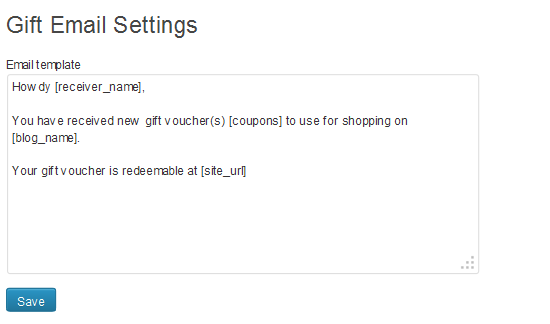 Gift Email Settings
Email template
Howdy [receiver_name],
You have received new gift voucher(s) [coupons] to use for shopping on
[blog_name].
Your gift voucher is redeemable at [site_url]
Save